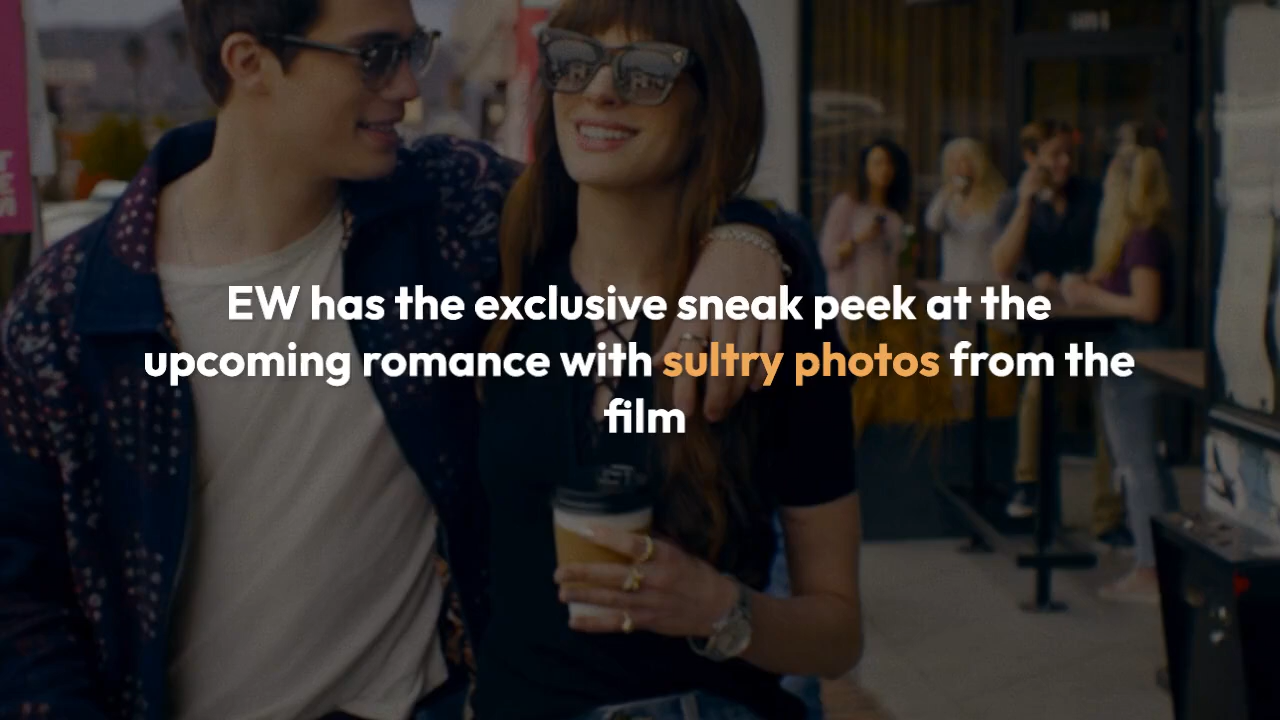 EW has the exclusive sneak peek at the
upcoming romance with sultry photos from the
film